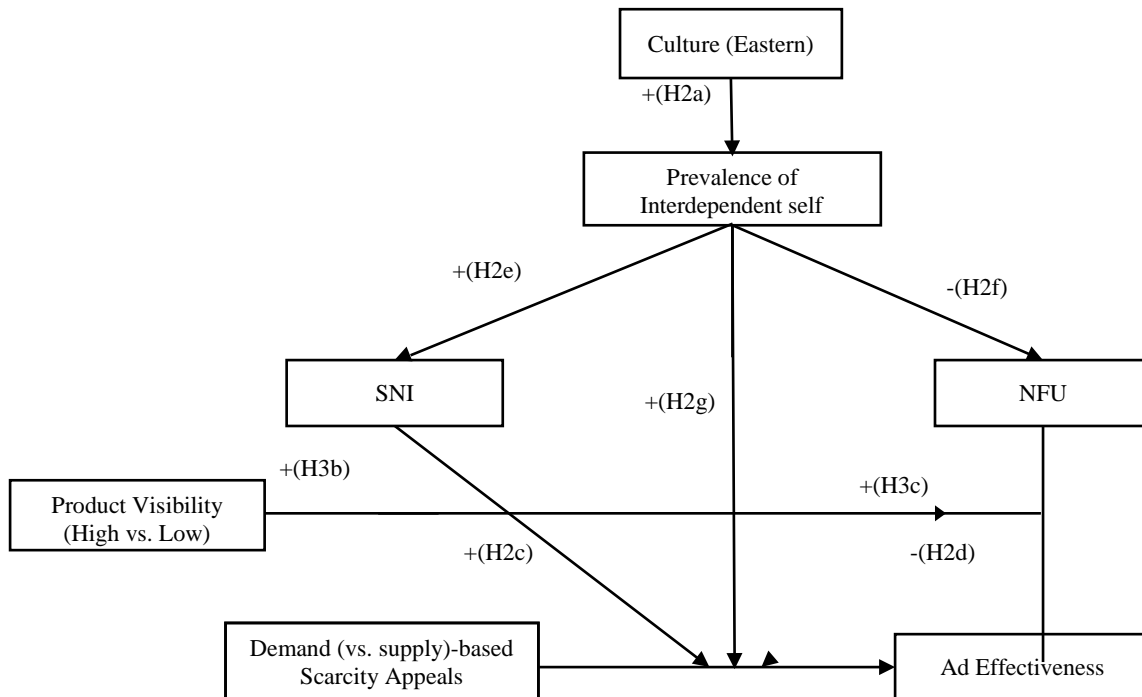 Culture (Eastern)
+(H2a)
Prevalence of
Interdependent self
+(H2e)
-(H2f)
SNI
+(H2g)
NFU
+(H3b)
+(H3c)
Product Visibility
(High vs. Low)
+(H2c)
-(H2d)
Demand (vs. supply)-based
Scarcity Appeals
Ad Effectiveness